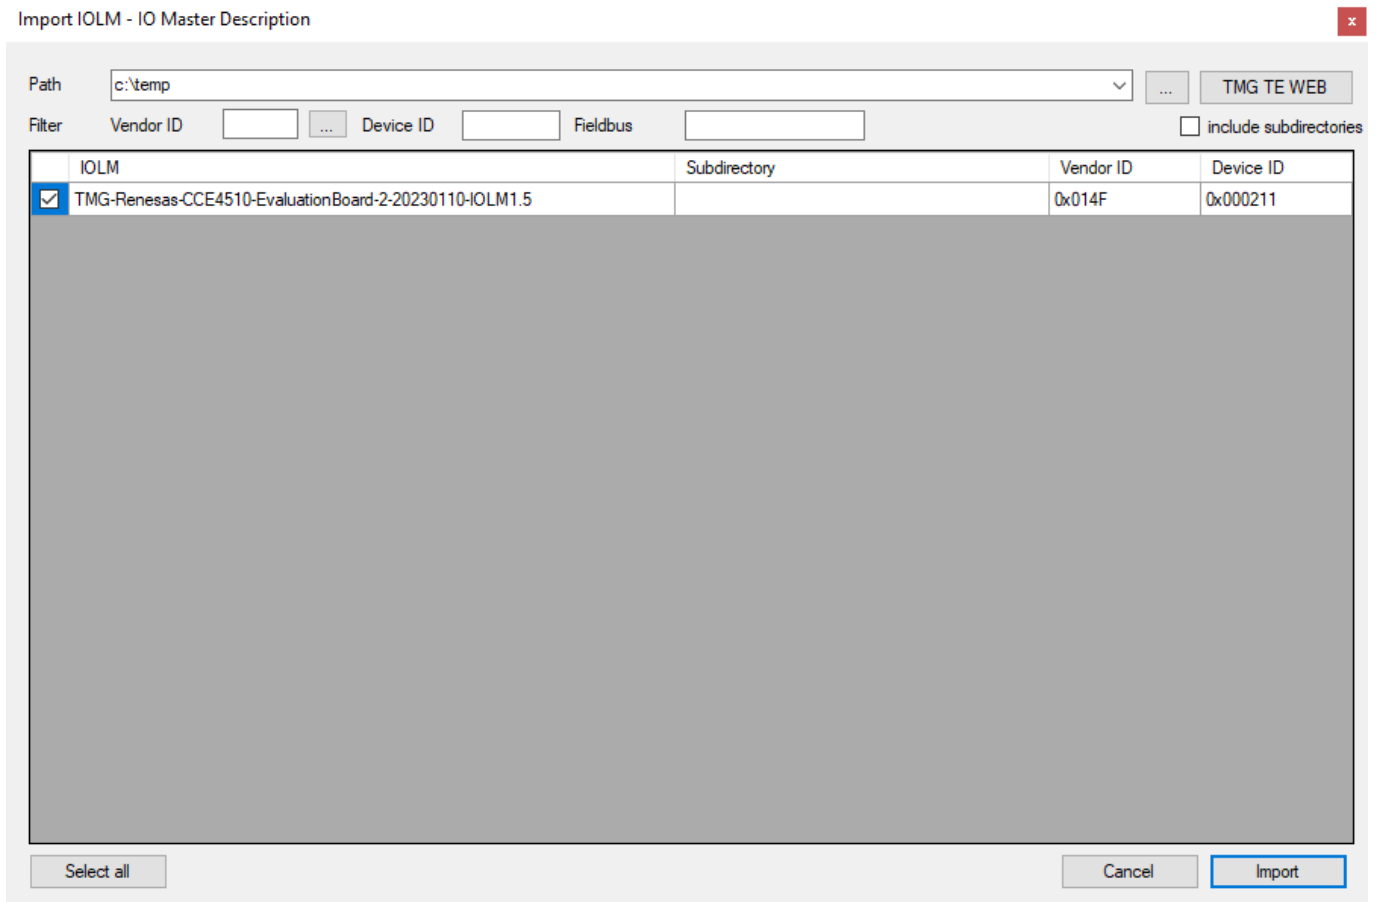 Import IOLM - IO Master Description
x
Path c:\temp ... TMG TE WEB
Filter Vendor ID ... Device ID Fieldbus include subdirectories
IOLM Subdirectory Vendor ID Device ID
TMG-Renesas-CCE4510-EvaluationBoard-2-20230110-IOLM1.5 0x014F 0x000211
Select all Cancel Import